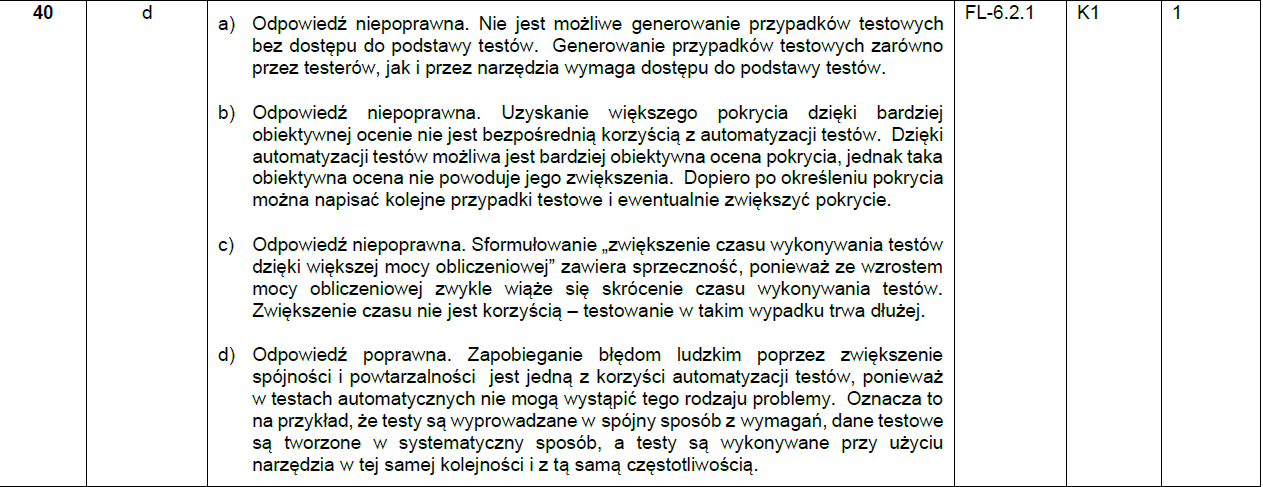 40
d
a) Odpowiedź niepoprawna. Nie jest możliwe generowanie przypadków testowych
bez dostępu do podstawy testów. Generowanie przypadków testowych zarówno
przez testerów, jak i przez narzędzia wymaga dostępu do podstawy testów.
b) Odpowiedź niepoprawna. Uzyskanie większego pokrycia dzięki bardziej
obiektywnej ocenie nie jest bezpośrednią korzyścią z automatyzacji testów. Dzięki
automatyzacji testów możliwa jest bardziej obiektywna ocena pokrycia, jednak taka
obiektywna ocena nie powoduje jego zwiększenia. Dopiero po określeniu pokrycia
można napisać kolejne przypadki testowe i ewentualnie zwiększyć pokrycie.
c) Odpowiedź niepoprawna. Sformułowanie „zwiększenie czasu wykonywania testów
dzięki większej mocy obliczeniowej” zawiera sprzeczność, ponieważ ze wzrostem
mocy obliczeniowej zwykle wiąże się skrócenie czasu wykonywania testów.
Zwiększenie czasu nie jest korzyścią – testowanie w takim wypadku trwa dłużej.
d) Odpowiedź poprawna. Zapobieganie błędom ludzkim poprzez zwiększenie
spójności i powtarzalności jest jedną z korzyści automatyzacji testów, ponieważ
w testach automatycznych nie mogą wystąpić tego rodzaju problemy. Oznacza to
na przykład, że testy są wyprowadzane w spójny sposób z wymagań, dane testowe
są tworzone w systematyczny sposób, a testy są wykonywane przy użyciu
narzędzia w tej samej kolejności i z tą samą częstotliwością.
FL-6.2.1
K1
1